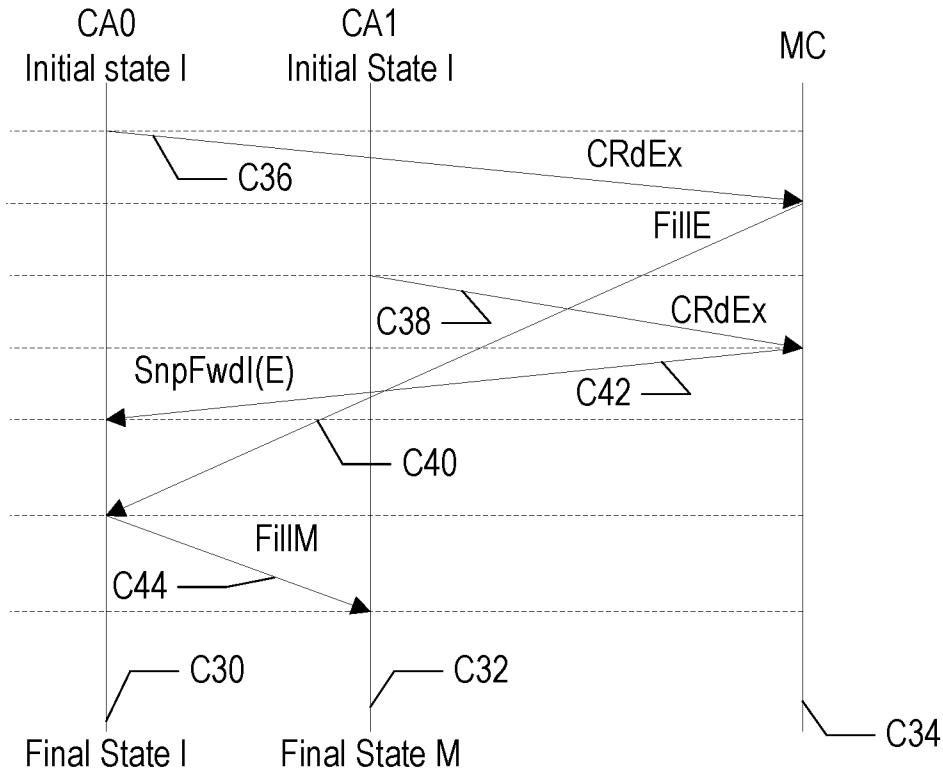 CA0
Initial state I
CA1
Initial State I
MC
CRdEx
C36
FillE
C38
CRdEx
SnpFwdI(E)
C42
C40
FillM
C44
C30
C32
C34
Final State I
Final State M